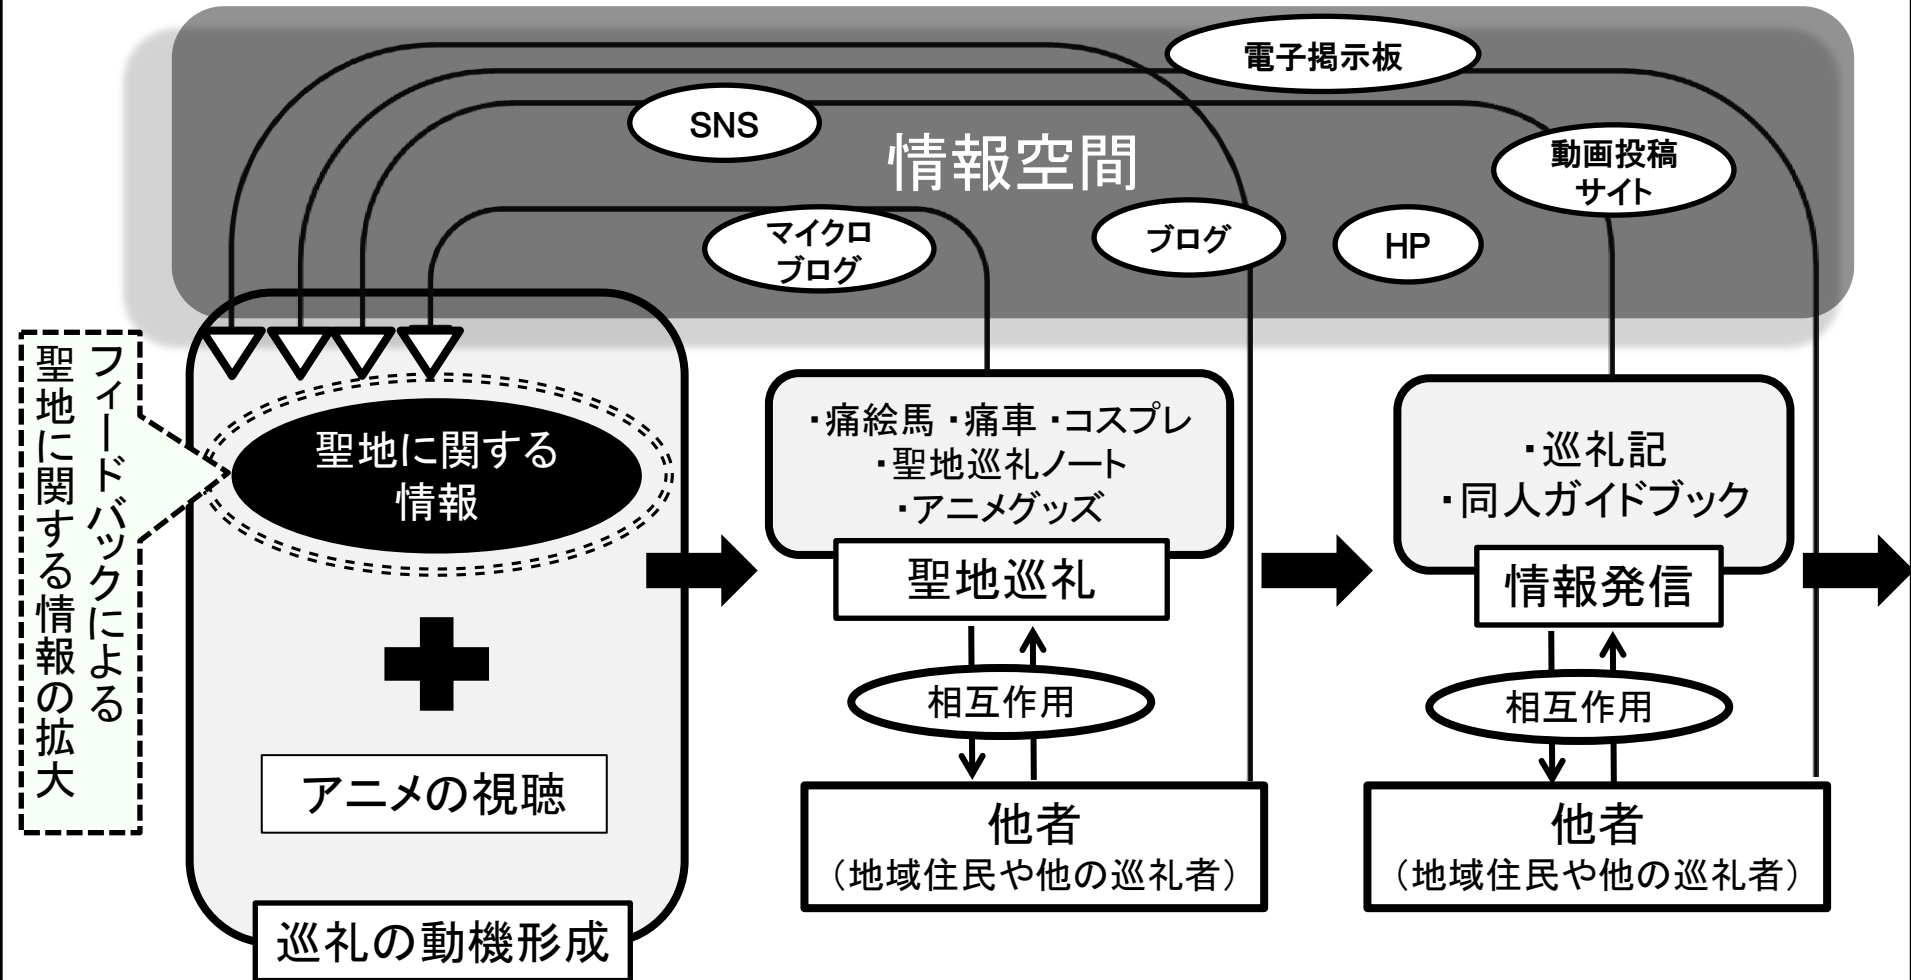 電子掲示板
SNS
情報空間
動画投稿
サイト
マイクロ
ブログ
ブログ
HP
フィードバックによる
聖地に関する情報の拡大
聖地に関する
情報
アニメの視聴
巡礼の動機形成
・痛絵馬・痛車・コスプレ
・聖地巡礼ノート
・アニメグッズ
聖地巡礼
相互作用
他者
（地域住民や他の巡礼者）
・巡礼記
・同人ガイドブック
情報発信
相互作用
他者
（地域住民や他の巡礼者）